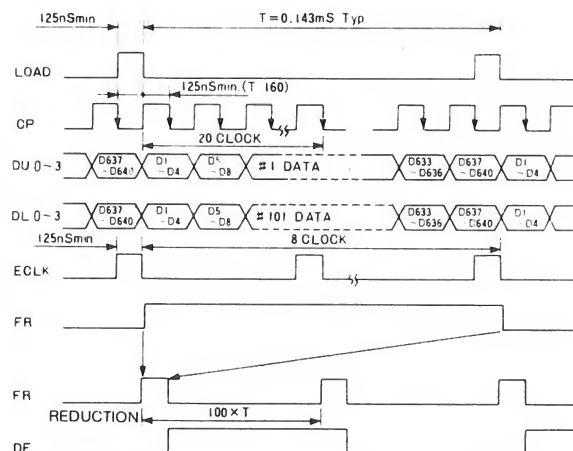 125nSmin
T=0.143mS Typ
LOAD
125nSmin.(T 160)
CP
20 CLOCK
DU 0~3
D637 ~D640
D1 ~D4
D5 ~D8
#1 DATA
D633 ~D636
D637 ~D640
D1 ~D4
DL 0~3
D637 ~D640
D1 ~D4
D5 ~D8
#101 DATA
D633 ~D636
D637 ~D640
D1 ~D4
125nSmin
8 CLOCK
ECLK
FR
FR
REDUCTION
100×T